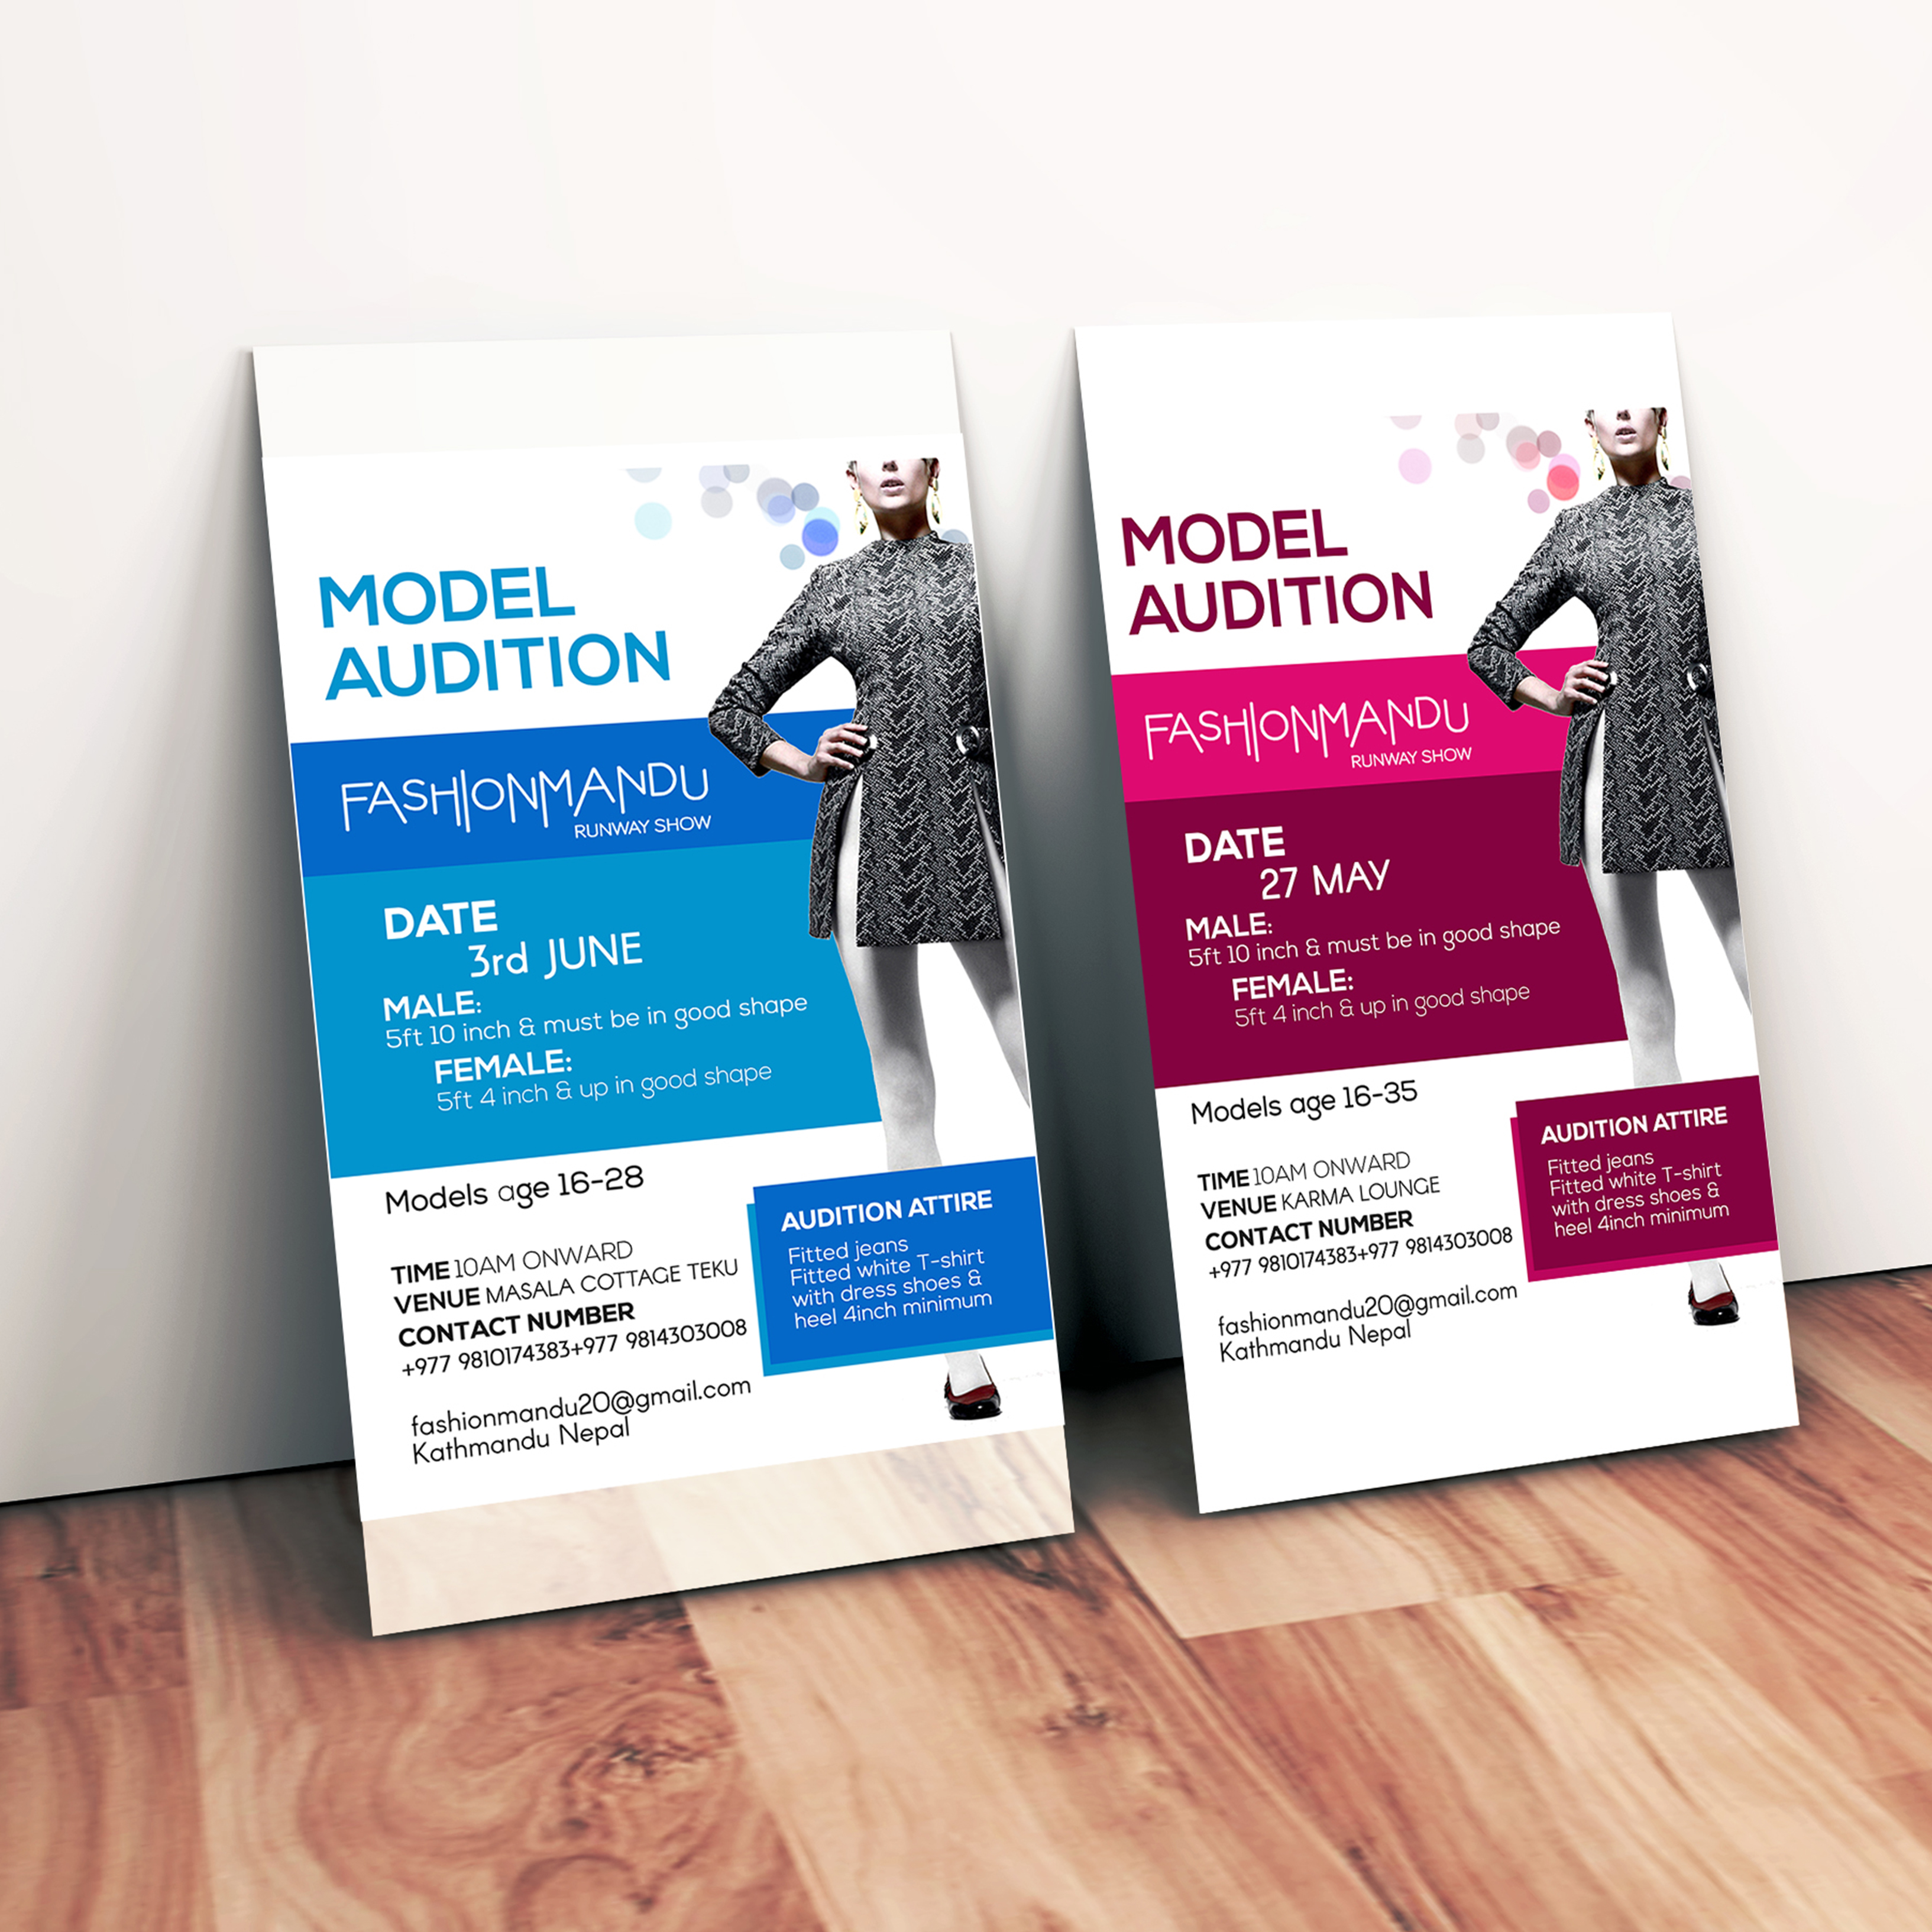 MODEL
AUDITION
FASHIONMANDU
RUNWAY SHOW
DATE
3rd JUNE
MALE:
5ft 10 inch & must be in good shape
FEMALE:
5ft 4 inch & up in good shape
Models age 16-28
TIME 10AM ONWARD
VENUE MASALA COTTAGE TEKU
CONTACT NUMBER
+977 9810174383+977 9814303008
fashionmandu20@gmail.com
Kathmandu Nepal
AUDITION ATTIRE
Fitted jeans
Fitted white T-shirt
with dress shoes &
heel 4inch minimum
MODEL
AUDITION
FASHIONMANDU
RUNWAY SHOW
DATE
27 MAY
MALE:
5ft 10 inch & must be in good shape
FEMALE:
5ft 4 inch & up in good shape
Models age 16-35
TIME 10AM ONWARD
VENUE KARMA LOUNGE
CONTACT NUMBER
+977 9810174383+977 9814303008
fashionmandu20@gmail.com
Kathmandu Nepal
AUDITION ATTIRE
Fitted jeans
Fitted white T-shirt
with dress shoes &
heel 4inch minimum